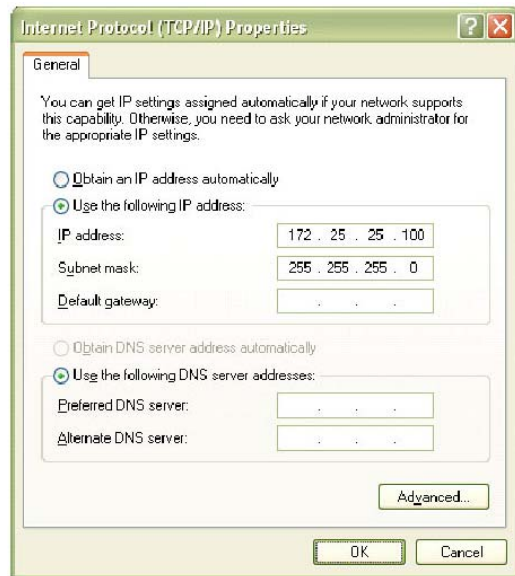 Internet Protocol (TCP/IP) Properties
General
You can get IP settings assigned automatically if your network supports
this capability. Otherwise, you need to ask your network administrator for
the appropriate IP settings.
Obtain an IP address automatically
Use the following IP address:
IP address: 172 . 25 . 25 . 100
Subnet mask: 255 . 255 . 255 . 0
Default gateway: . . .
Obtain DNS server address automatically
Use the following DNS server addresses:
Preferred DNS server: . . .
Alternate DNS server: . . .
Advanced...
OK Cancel